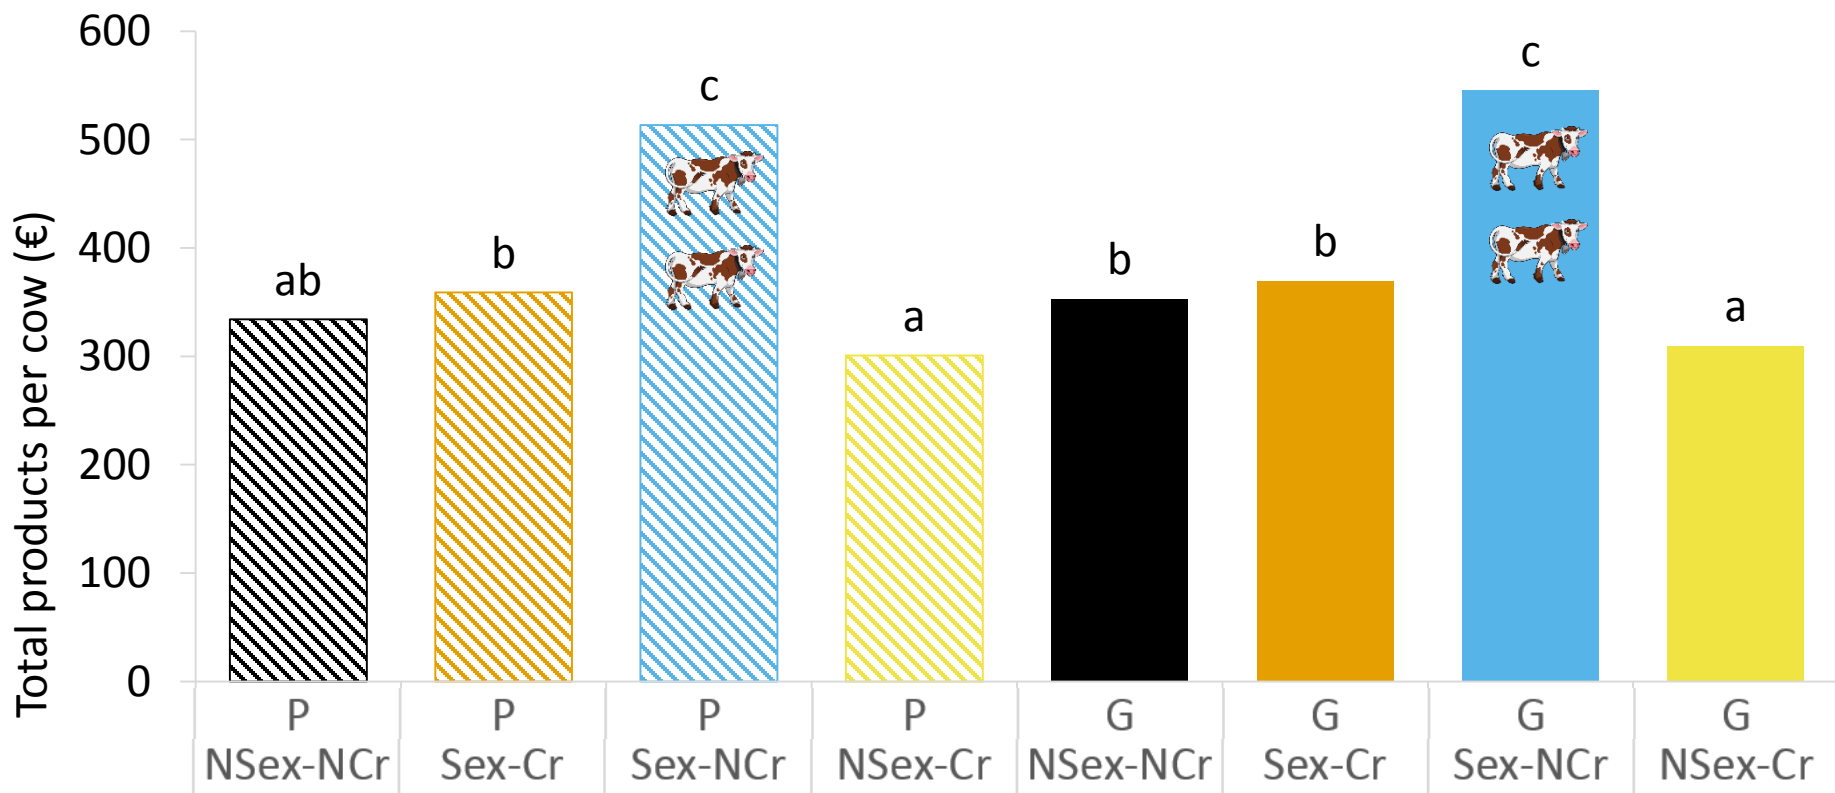 Total products per cow (€)
600
500
400
300
200
100
0
ab
b
c
a
b
b
c
a
P
P
P
P
G
G
G
G
NSex-NCr
Sex-Cr
Sex-NCr
NSex-Cr
NSex-NCr
Sex-Cr
Sex-NCr
NSex-Cr